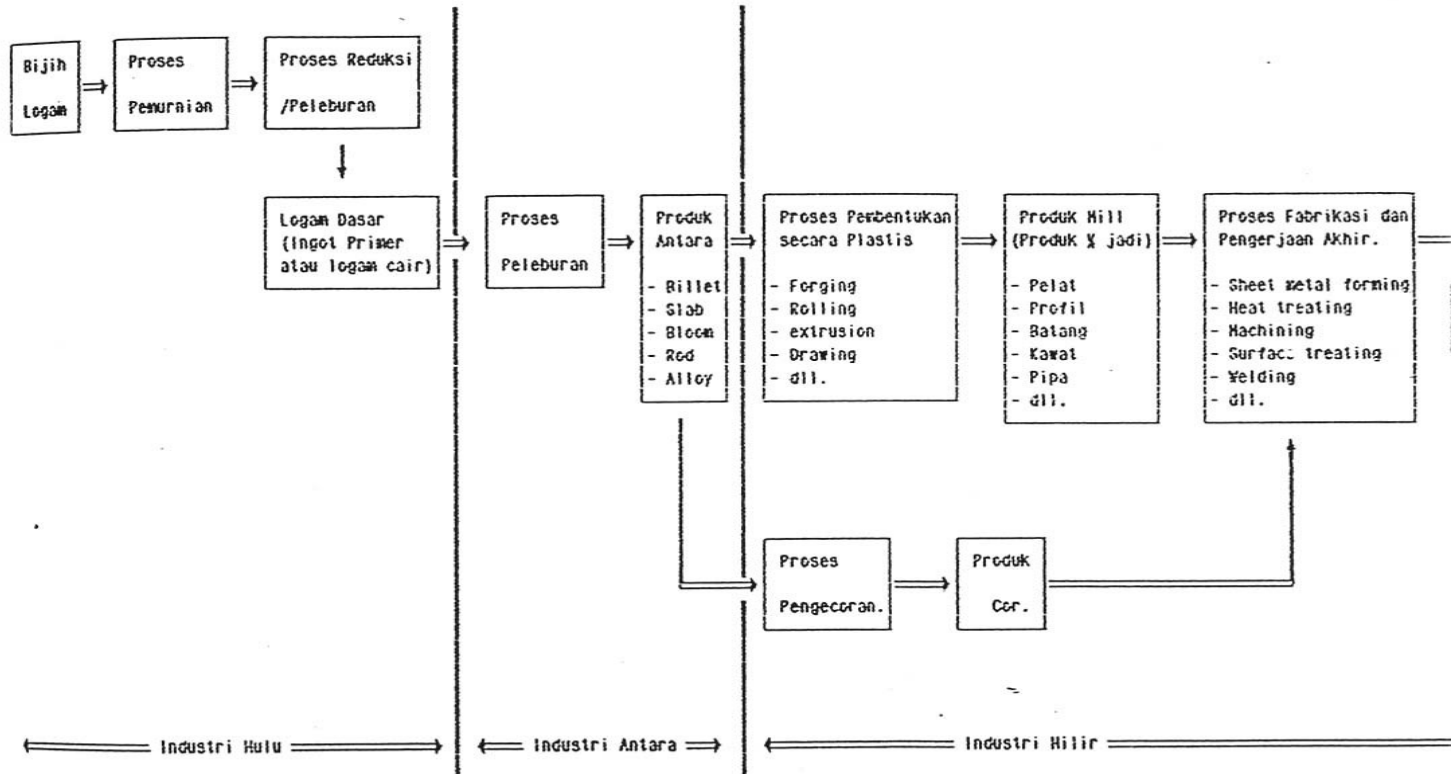 Bijih
Logam
Proses
Pemurnian
Proses Reduksi
/Peleburan
Logam Dasar
(Ingot Primer
atau logam cair)
Proses
Peleburan
Produk
Antara
- Billet
- Slab
- Bloom
- Rod
- Alloy
Proses Pembentukan
secara Plastis
- Forging
- Rolling
- extrusion
- Drawing
- dll.
Produk Mill
(Produk ½ jadi)
- Pelat
- Profil
- Batang
- Kawat
- Pipa
- dll.
Proses Fabrikasi dan
Pengerjaan Akhir.
- Sheet metal forming
- Heat treating
- Machining
- Surface treating
- Welding
- dll.
Proses
Pengecoran.
Produk
Cor.
Industri Hulu
Industri Antara
Industri Hilir